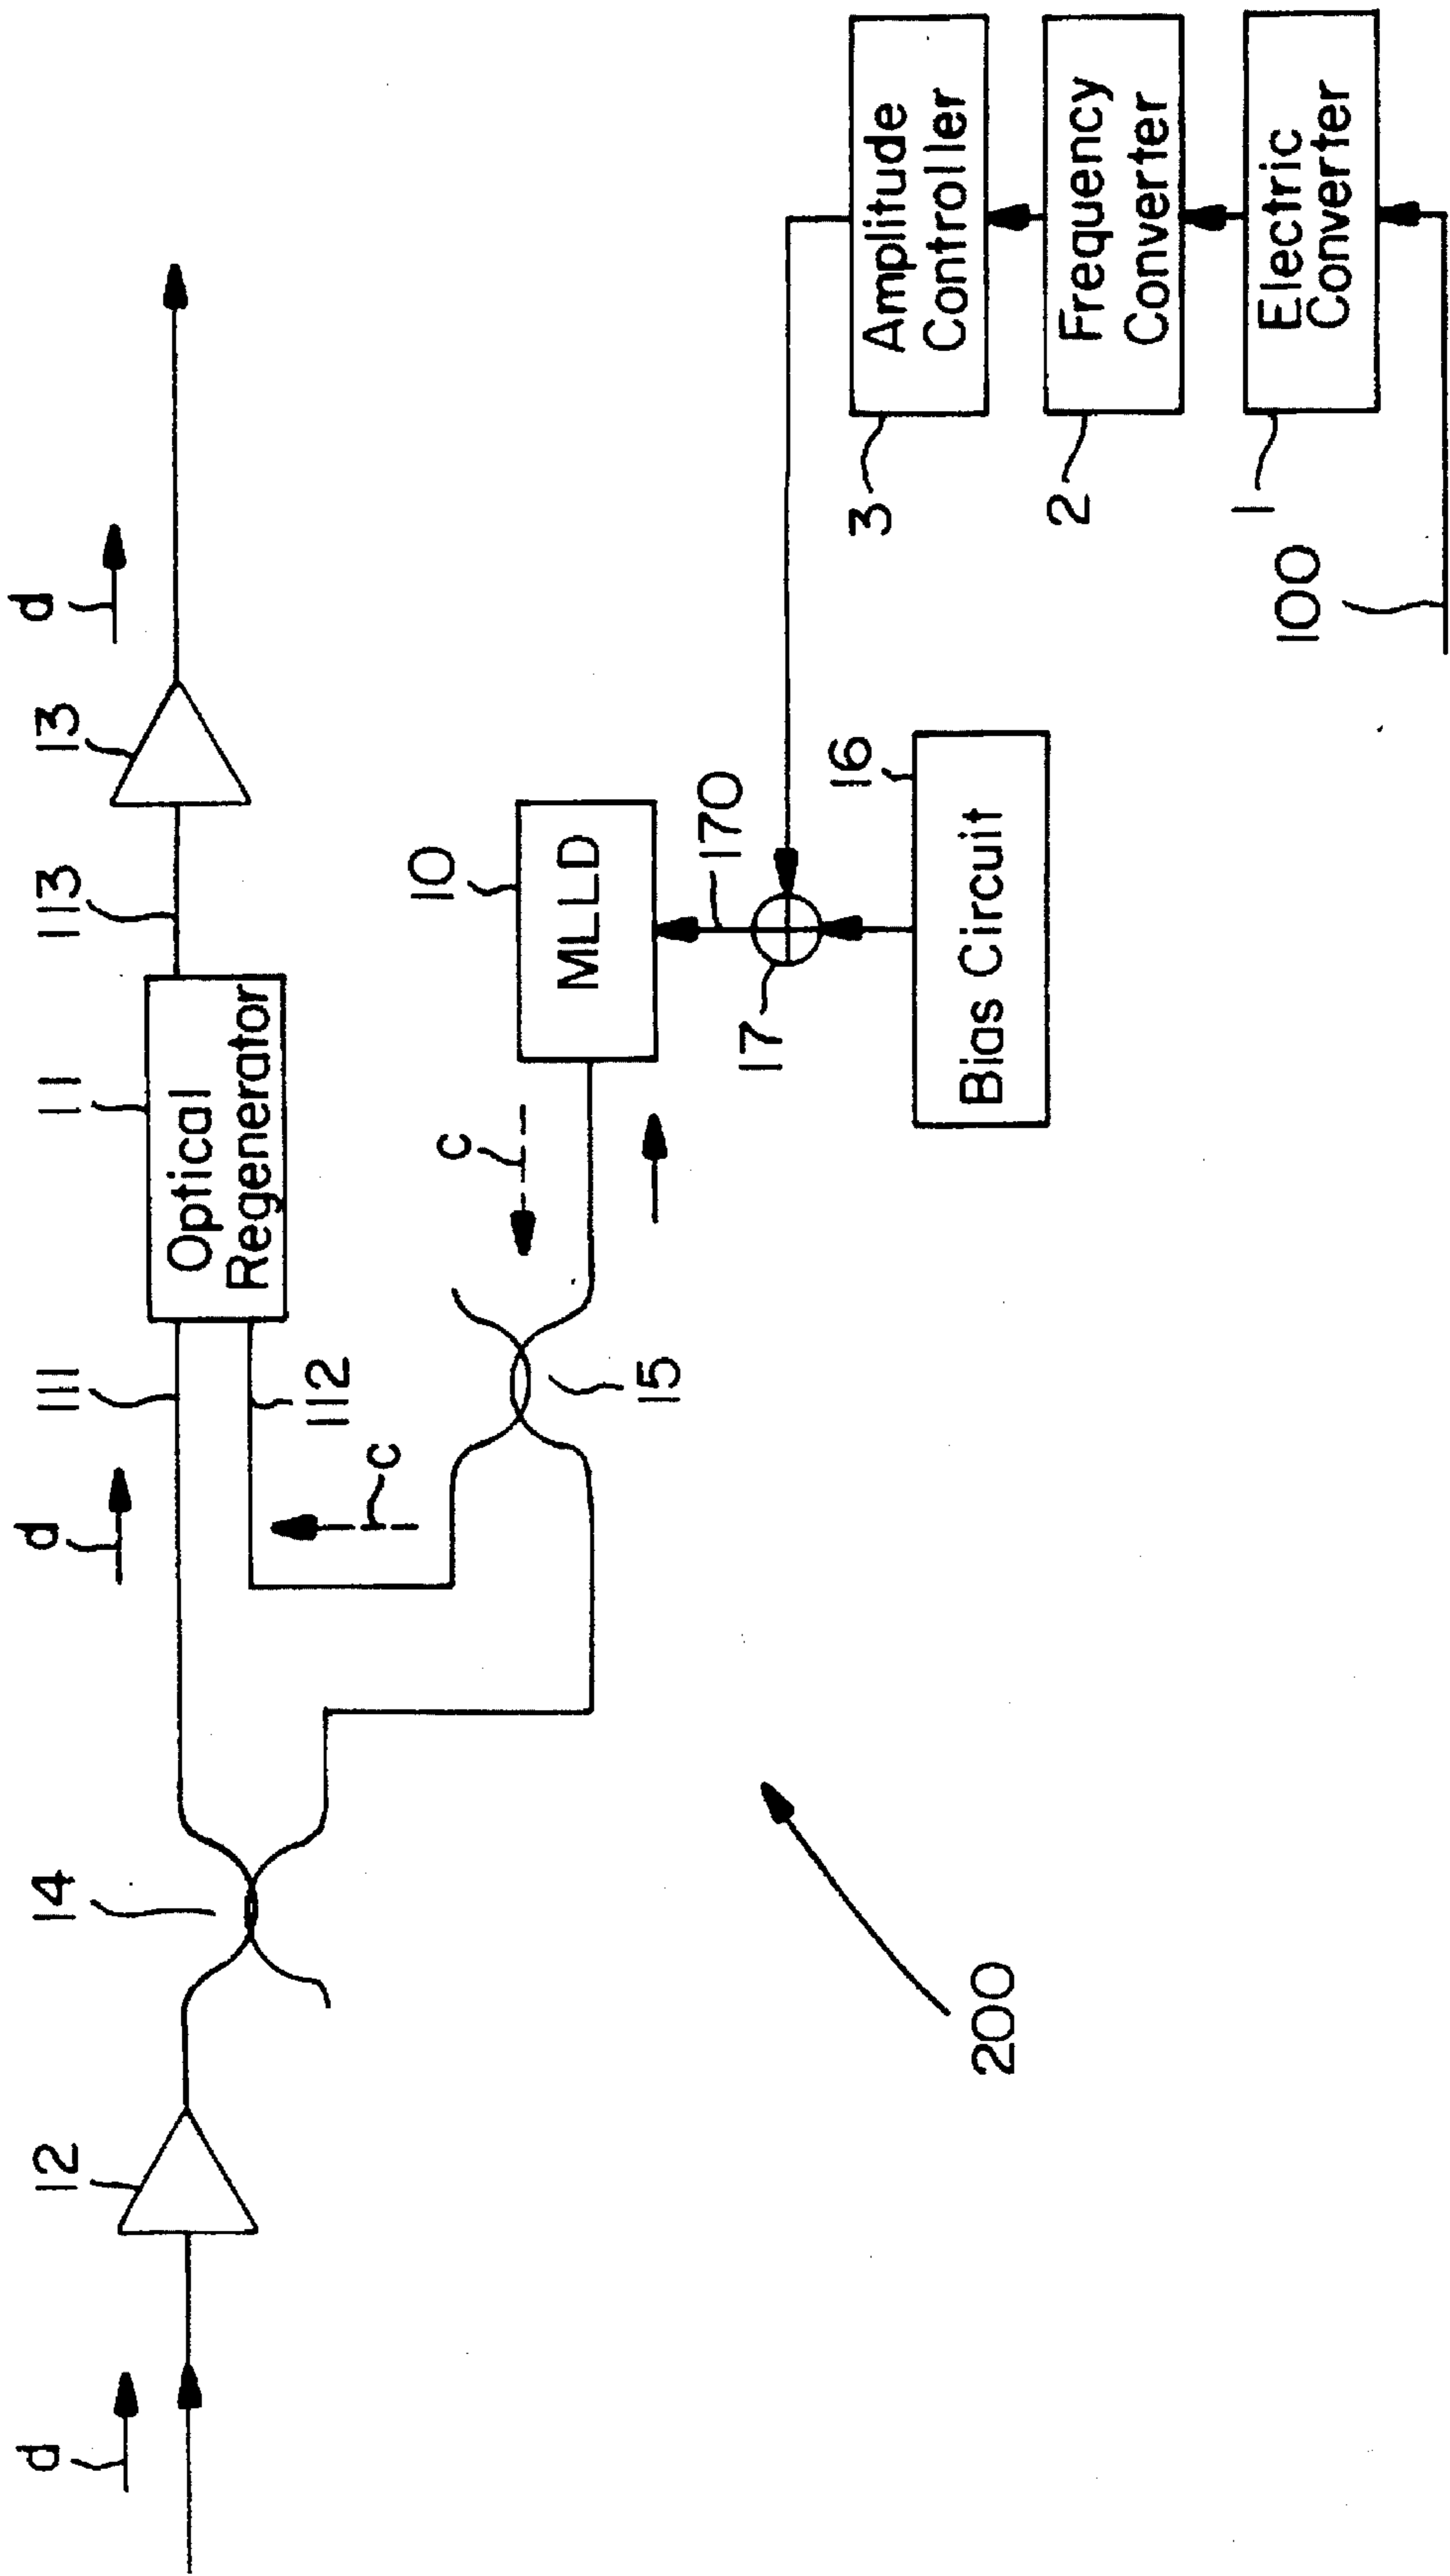 d
12
14
d
111
11
113
13
d
Optical
Regenerator
112
c
c
15
10
MLLD
170
17
16
Bias Circuit
3
Amplitude
Controller
2
Frequency
Converter
1
Electric
Converter
100
200